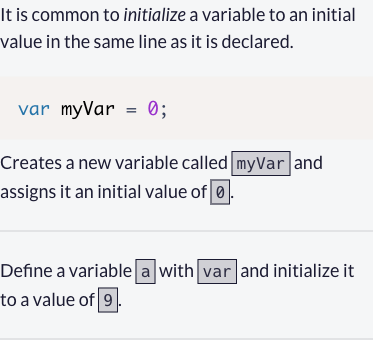 It is common to initialize a variable to an initial
value in the same line as it is declared.
var myVar = 0;
Creates a new variable called myVar and
assigns it an initial value of 0.
Define a variable a with var and initialize it
to a value of 9.